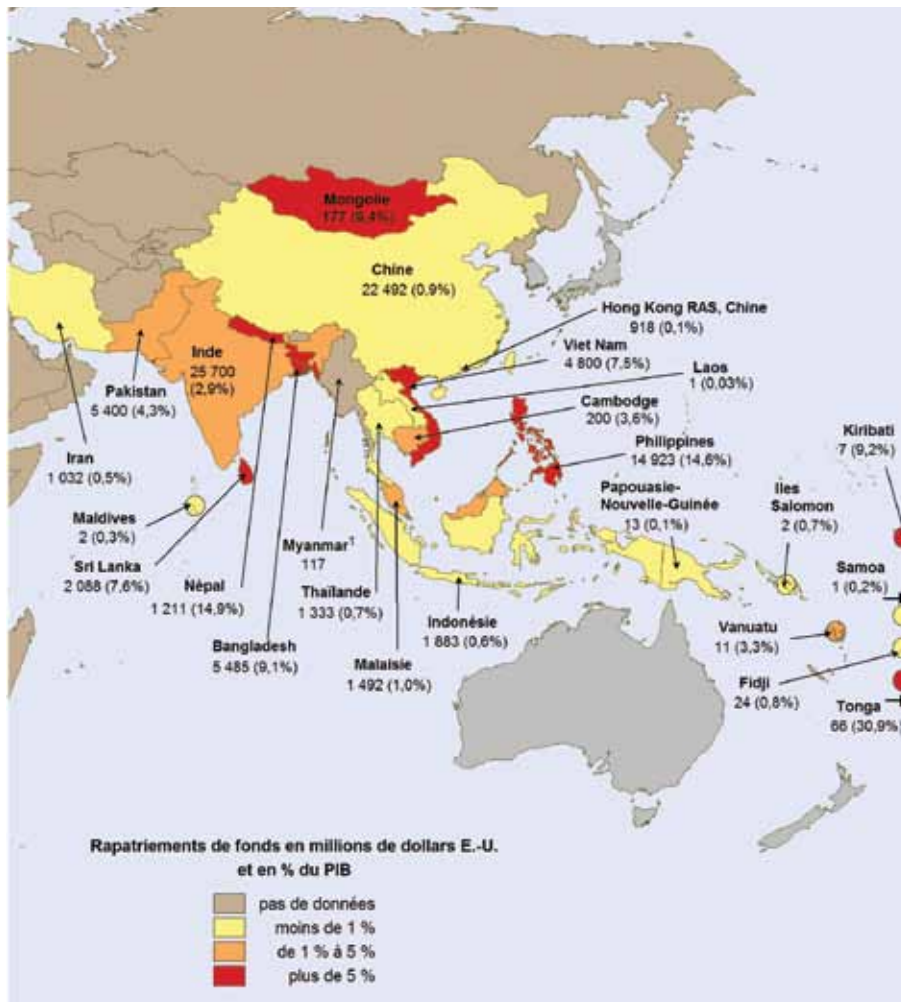 Mongolie
177 (9,4%)
Chine
22 492 (0,9%)
Hong Kong RAS, Chine
918 (0,1%)
Viet Nam
4 800 (7,5%)
Laos
1 (0,03%)
Cambodge
200 (3,6%)
Philippines
14 923 (14,6%)
Kiribati
7 (9,2%)
Inde
25 700
(2,9%)
Pakistan
5 400 (4,3%)
Iran
1 032 (0,5%)
Maldives
2 (0,3%)
Sri Lanka
2 088 (7,6%)
Népal
1 211 (14,9%)
Bangladesh
5 485 (9,1%)
Myanmar1
117
Thaïlande
1 333 (0,7%)
Malaisie
1 492 (1,0%)
Indonésie
1 883 (0,6%)
Papouasie-
Nouvelle-Guinée
13 (0,1%)
Iles
Salomon
2 (0,7%)
Samoa
1 (0,2%)
Vanuatu
11 (3,3%)
Fidji
24 (0,8%)
Tonga
66 (30,9%)
Rapatriements de fonds en millions de dollars E.-U.
et en % du PIB
pas de données
moins de 1 %
de 1 % à 5 %
plus de 5 %